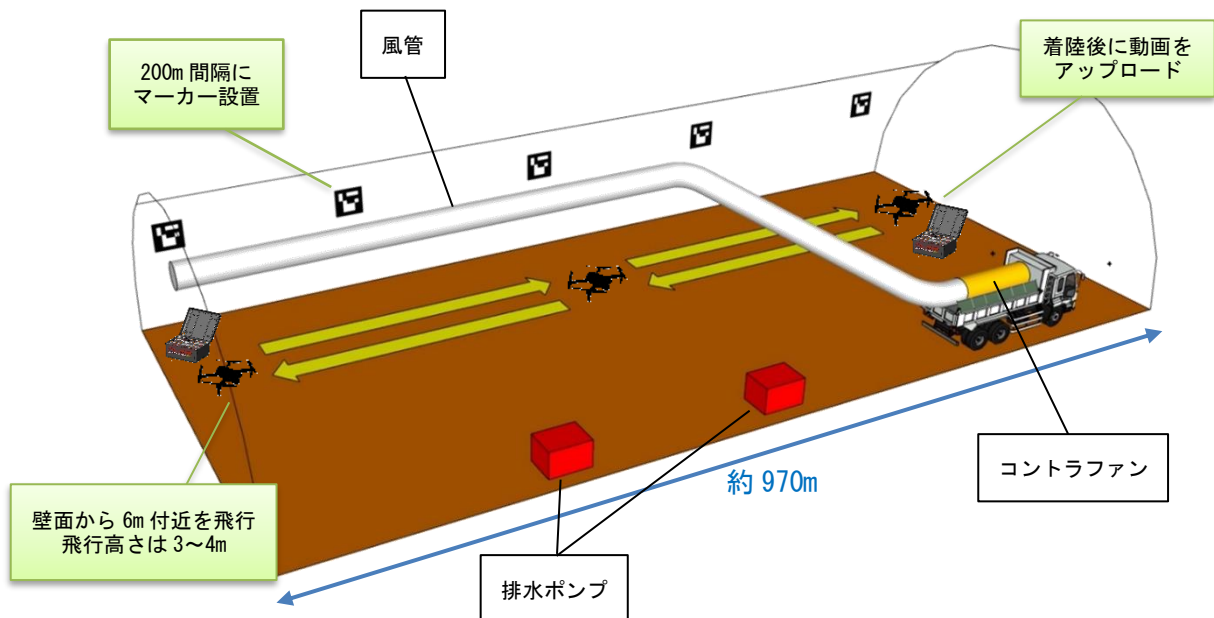 風管
200m 間隔に
マーカー設置
着陸後に動画を
アップロード
壁面から 6m 付近を飛行
飛行高さは 3～4m
約 970m
コントラファン
排水ポンプ